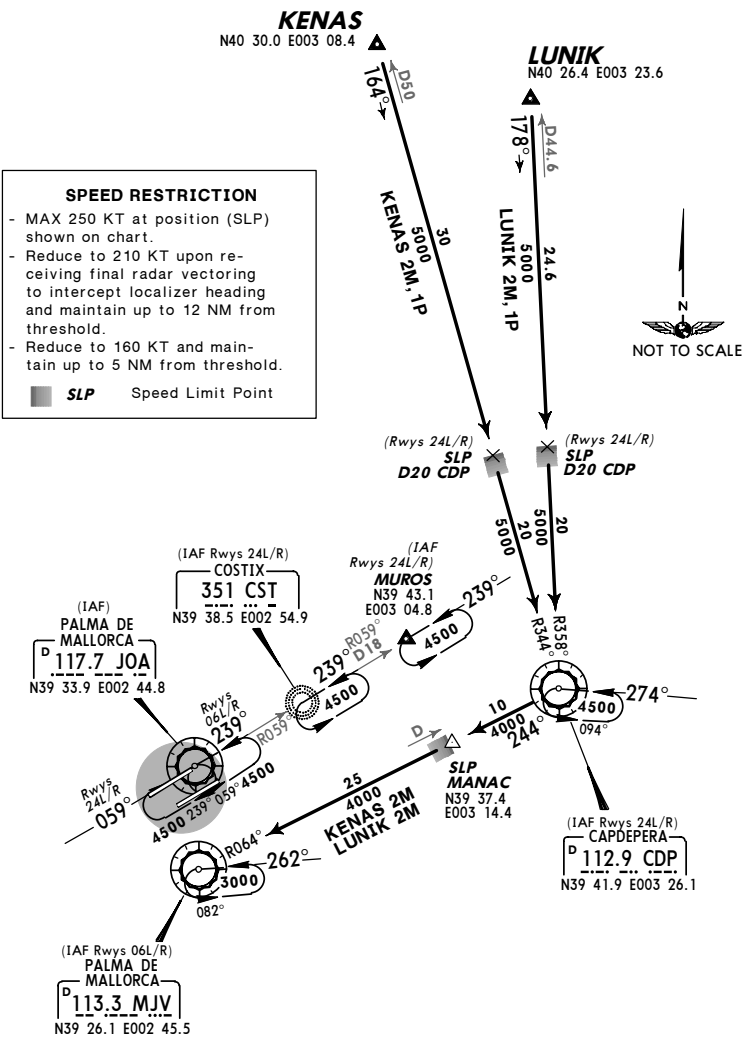 KENAS
N40 30.0 E003 08.4
LUNIK
N40 26.4 E003 23.6
D50
164°
D44.6
178°
SPEED RESTRICTION
- MAX 250 KT at position (SLP)
shown on chart.
- Reduce to 210 KT upon re-
ceiving final radar vectoring
to intercept localizer heading
and maintain up to 12 NM from
threshold.
- Reduce to 160 KT and main-
tain up to 5 NM from threshold.
SLP Speed Limit Point
30
5000
KENAS 2M, 1P
24.6
5000
LUNIK 2M, 1P
N
NOT TO SCALE
(Rwys 24L/R)
SLP
D20 CDP
(Rwys 24L/R)
SLP
D20 CDP
20
5000
20
5000
(IAF Rwys 24L/R)
COSTIX
351 CST
N39 38.5 E002 54.9
(IAF
Rwys 24L/R)
MUROS
N39 43.1
E003 04.8
239°
4500
R344°
R358°
(IAF)
PALMA DE
MALLORCA
D 117.7 JOA
N39 33.9 E002 44.8
239°
R059°
D18
4500
Rwys
06L/R
239°
R059°
274°
4500
094°
10
4000
244°
D
SLP
MANAC
N39 37.4
E003 14.4
Rwys
24L/R
059°
4500
239°
059°
4500
25
4000
KENAS 2M
LUNIK 2M
R064°
262°
3000
082°
(IAF Rwys 24L/R)
CAPDEPERA
D 112.9 CDP
N39 41.9 E003 26.1
(IAF Rwys 06L/R)
PALMA DE
MALLORCA
D 113.3 MJV
N39 26.1 E002 45.5